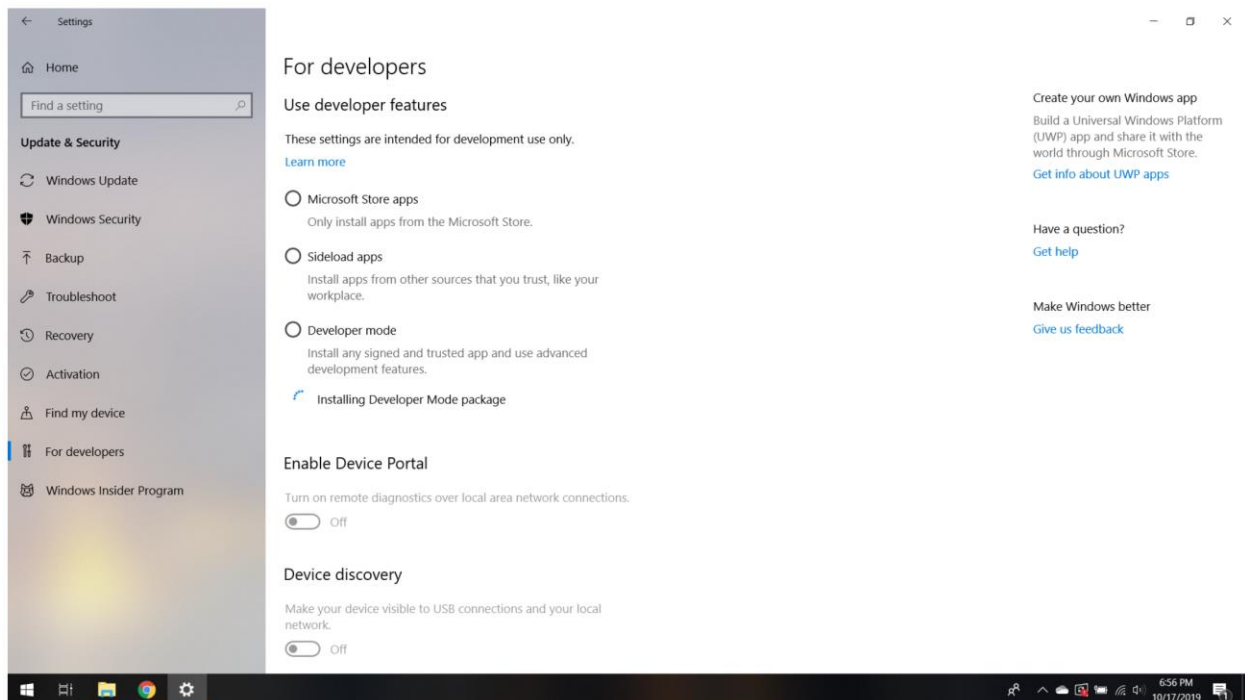 Settings
Home
Find a setting
Update & Security
Windows Update
Windows Security
Backup
Troubleshoot
Recovery
Activation
Find my device
For developers
Windows Insider Program
For developers
Use developer features
These settings are intended for development use only.
Learn more
Microsoft Store apps
Only install apps from the Microsoft Store.
Sideload apps
Install apps from other sources that you trust, like your
workplace.
Developer mode
Install any signed and trusted app and use advanced
development features.
Installing Developer Mode package
Enable Device Portal
Turn on remote diagnostics over local area network connections.
Off
Device discovery
Make your device visible to USB connections and your local
network.
Off
Create your own Windows app
Build a Universal Windows Platform
(UWP) app and share it with the
world through Microsoft Store.
Get info about UWP apps
Have a question?
Get help
Make Windows better
Give us feedback
6:56 PM
10/17/2019